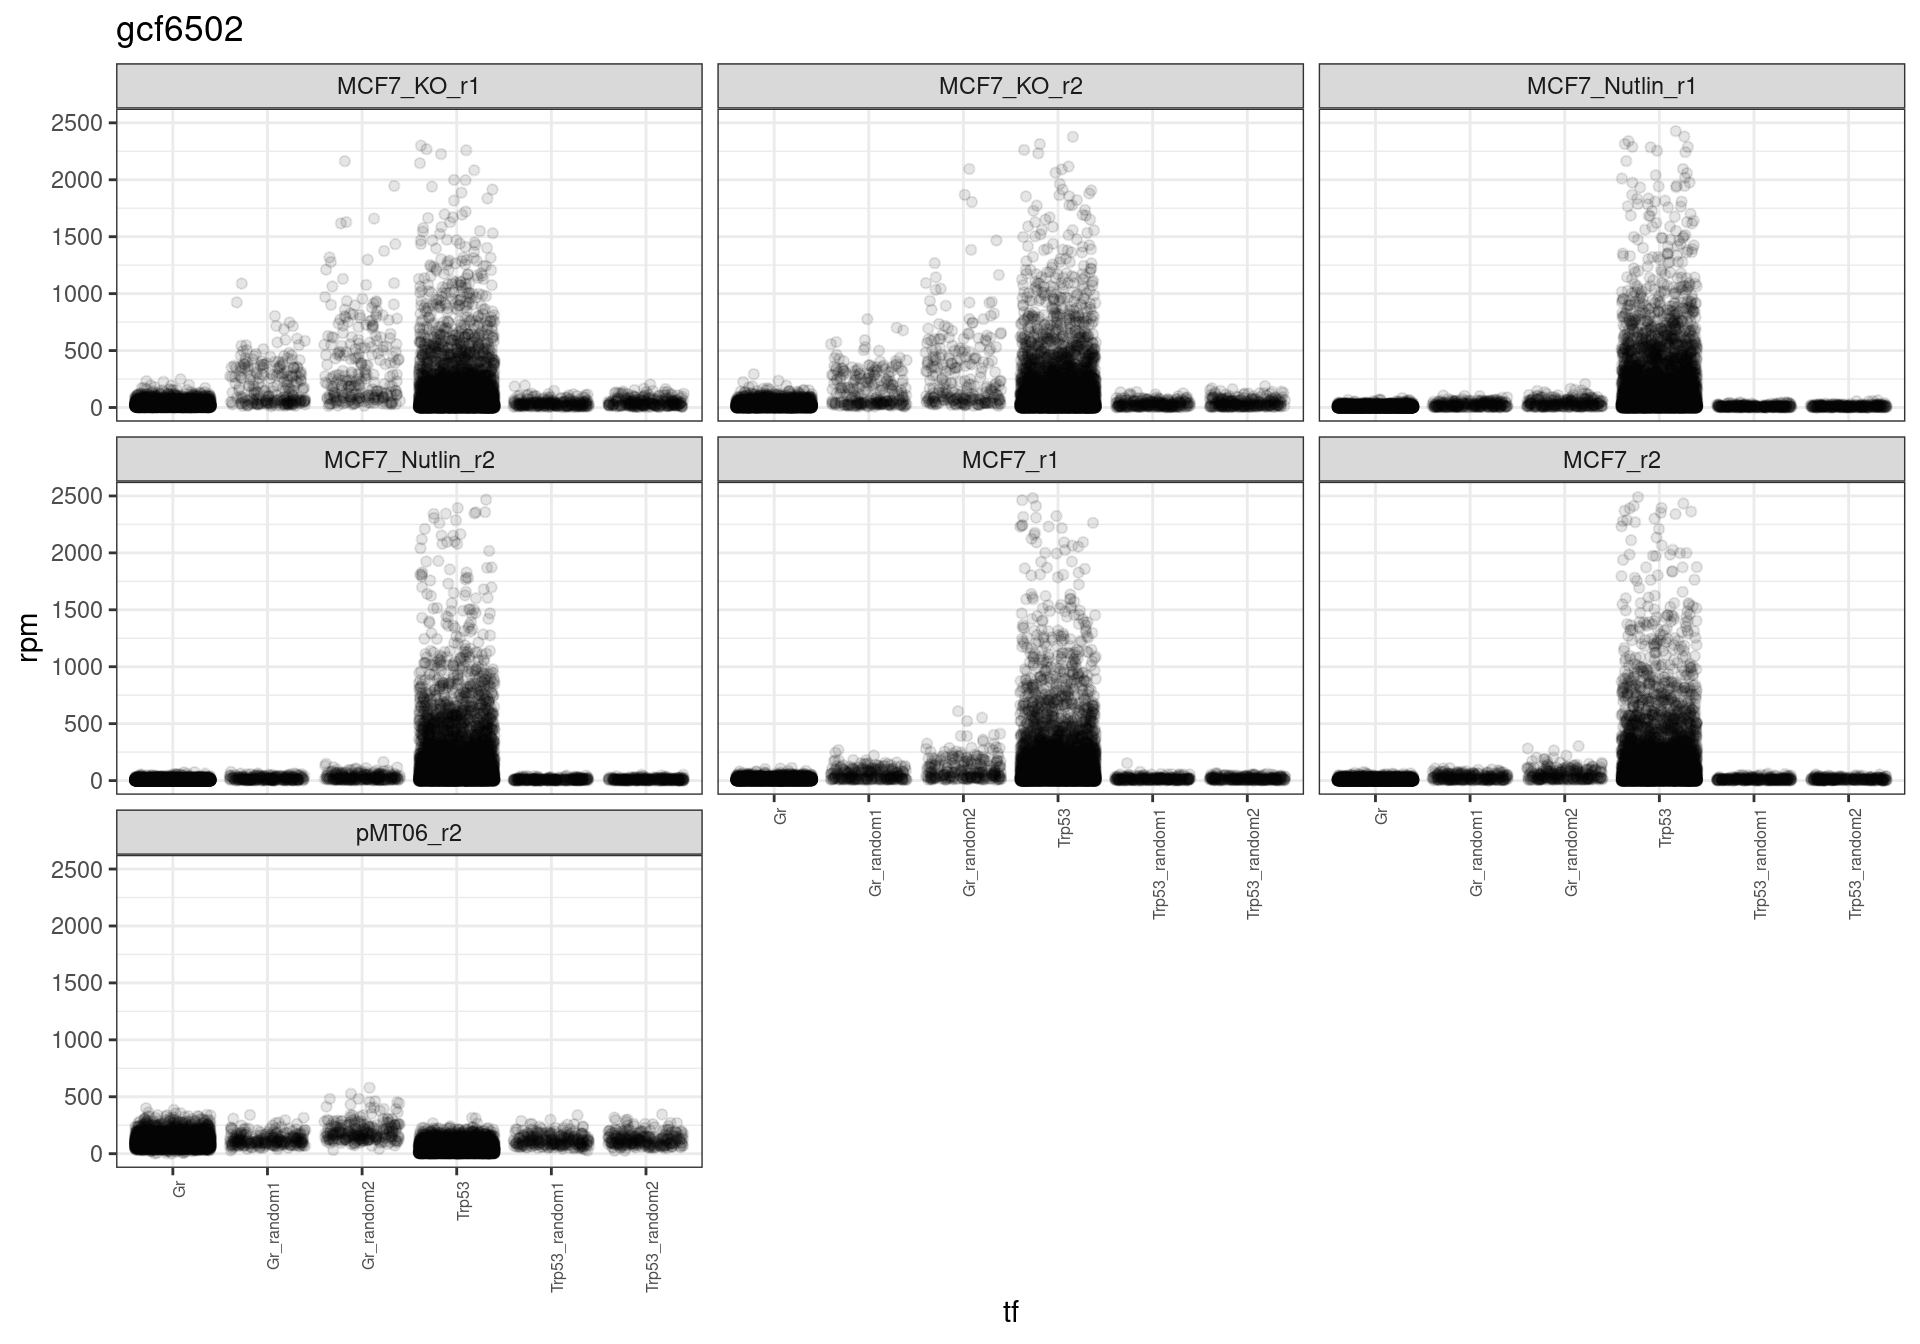 gcf6502
MCF7_KO_r1
MCF7_KO_r2
MCF7_Nutlin_r1
2500
2000
1500
1000
500
0
MCF7_Nutlin_r2
MCF7_r1
MCF7_r2
2500
2000
1500
1000
500
0
rpm
Gr
Gr_random1
Gr_random2
Trp53
Trp53_random1
Trp53_random2
Gr
Gr_random1
Gr_random2
Trp53
Trp53_random1
Trp53_random2
pMT06_r2
2500
2000
1500
1000
500
0
Gr
Gr_random1
Gr_random2
Trp53
Trp53_random1
Trp53_random2
tf